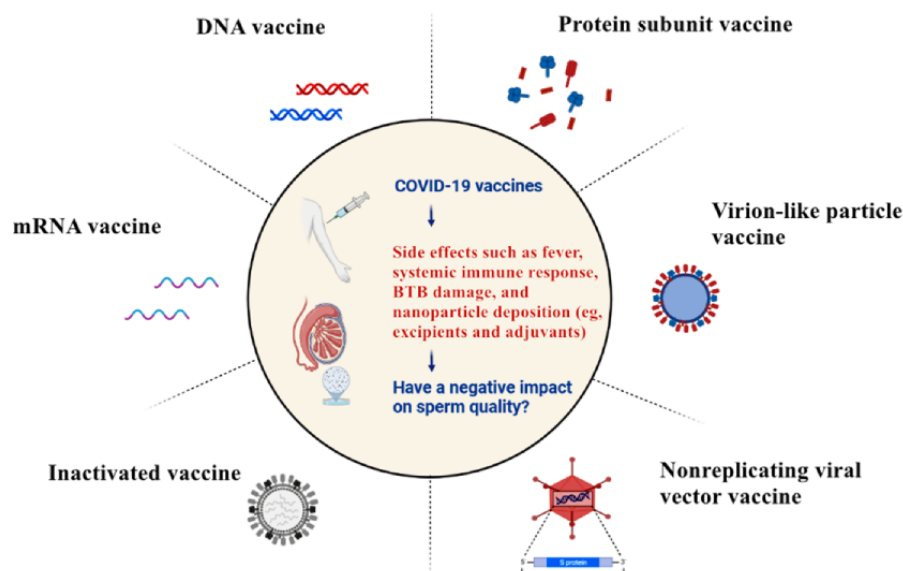 DNA vaccine
Protein subunit vaccine
mRNA vaccine
Virion-like particle
vaccine
COVID-19 vaccines
Side effects such as fever,
systemic immune response,
BTB damage, and
nanoparticle deposition (eg,
excipients and adjuvants)
Have a negative impact
on sperm quality?
Inactivated vaccine
Nonreplicating viral
vector vaccine
5' S protein 3'